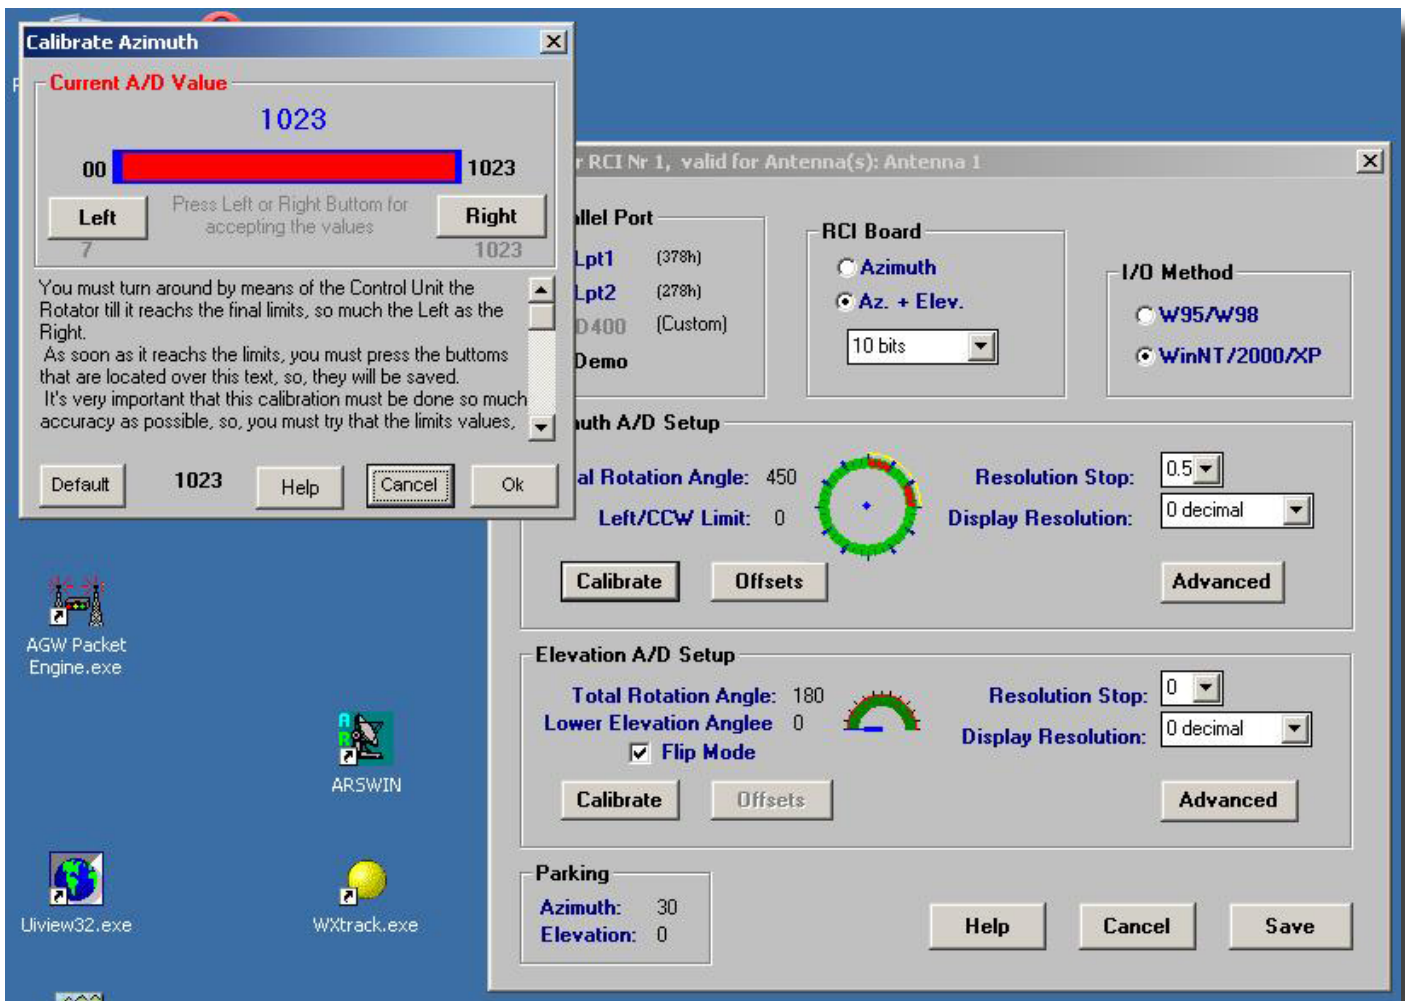 Calibrate Azimuth
Current A/D Value
1023
00
1023
Left
Press Left or Right Buttom for
accepting the values
Right
7
1023
You must turn around by means of the Control Unit the
Rotator till it reachs the final limits, so much the Left as the
Right.
As soon as it reachs the limits, you must press the buttoms
that are located over this text, so, they will be saved.
It's very important that this calibration must be done so much
accuracy as possible, so, you must try that the limits values,
Default
1023
Help
Cancel
Ok
RCI Nr 1, valid for Antenna(s): Antenna 1
Port
Lpt1 (378h)
Lpt2 (278h)
(Custom)
Demo
RCI Board
Azimuth
Az. + Elev.
10 bits
I/O Method
W95/W98
WinNT/2000/XP
A/D Setup
Rotation Angle: 450
Left/CCW Limit: 0
Resolution Stop: 0.5
Display Resolution: 0 decimal
Calibrate
Offsets
Advanced
Elevation A/D Setup
Total Rotation Angle: 180
Lower Elevation Anglee 0
Flip Mode
Resolution Stop: 0
Display Resolution: 0 decimal
Calibrate
Offsets
Advanced
Parking
Azimuth: 30
Elevation: 0
Help
Cancel
Save
AGW Packet
Engine.exe
AR
ARSWIN
Uiview32.exe
WXtrack.exe